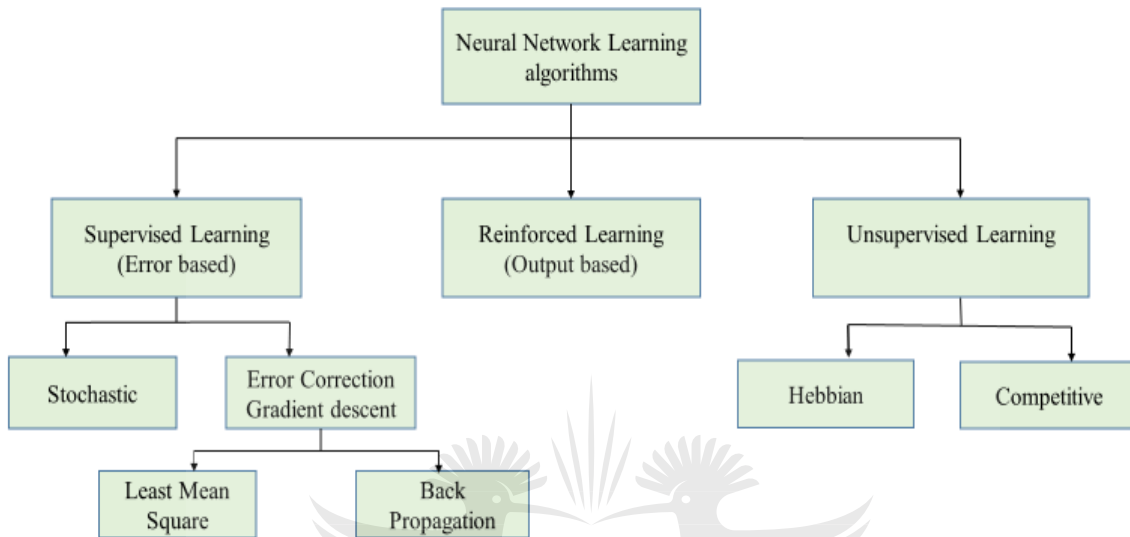 Neural Network Learning
algorithms
Supervised Learning
(Error based)
Reinforced Learning
(Output based)
Unsupervised Learning
Stochastic
Error Correction
Gradient descent
Hebbian
Competitive
Least Mean
Square
Back
Propagation